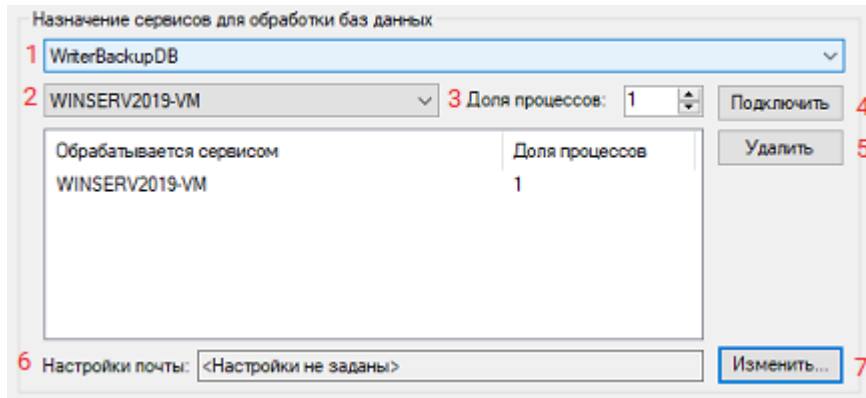 Назначение сервисов для обработки баз данных
1 WriterBackupDB
2 WINSERV2019-VM 3 Доля процессов: 1 Подключить 4
Обрабатывается сервисом Доля процессов Удалить 5
WINSERV2019-VM 1
6 Настройки почты: <Настройки не заданы> Изменить... 7